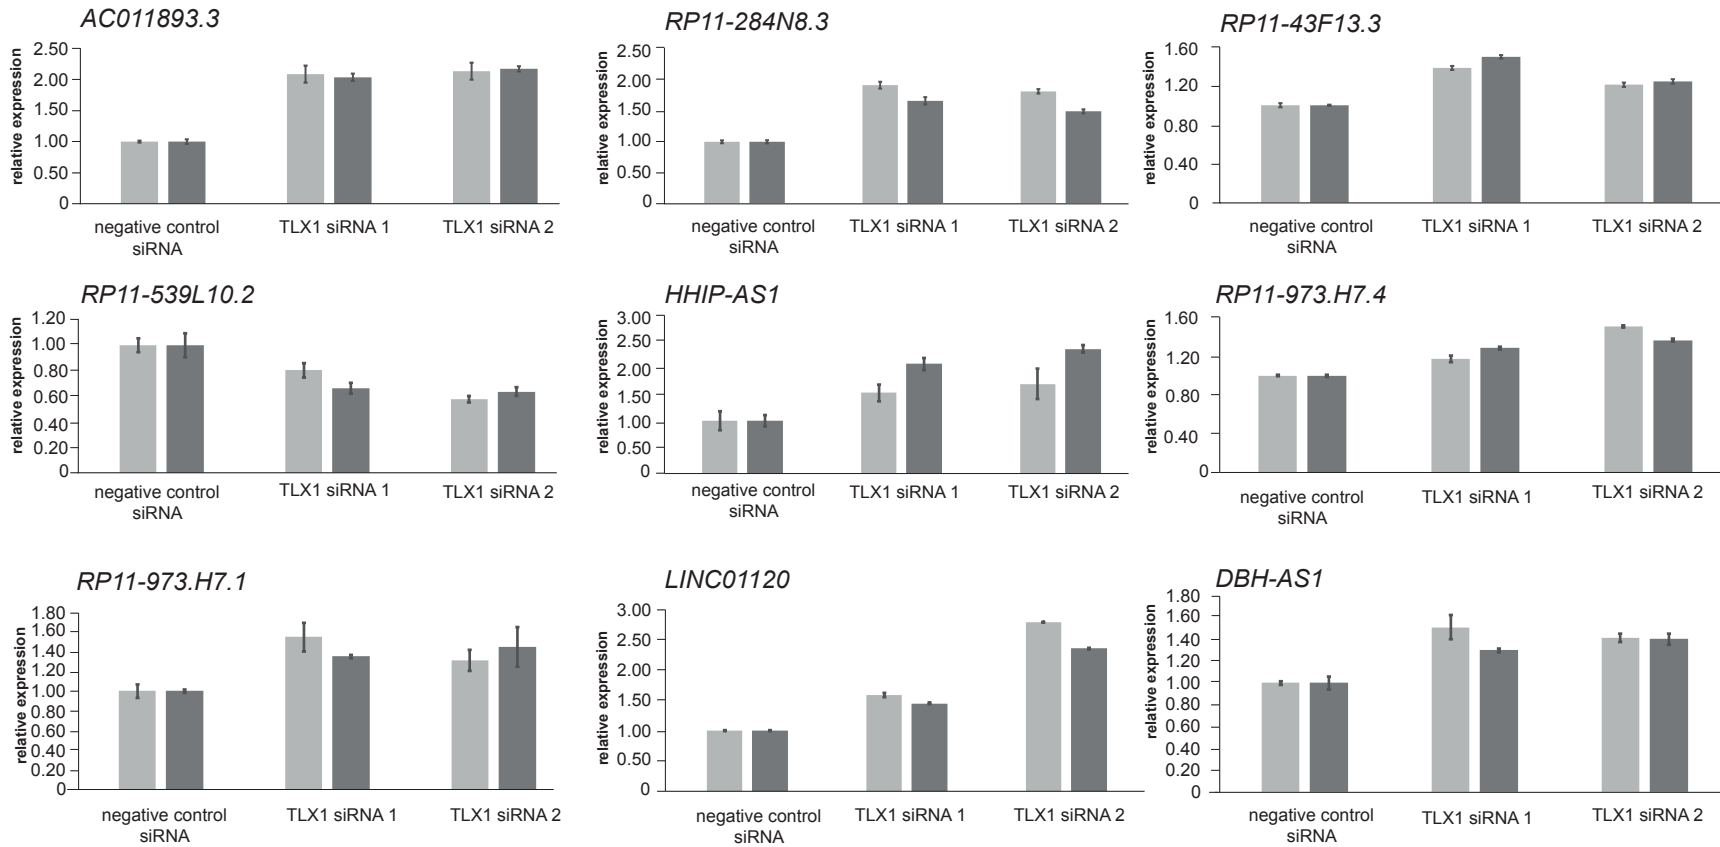 AC011893.3
relative expression
2.50
2.00
1.50
1.00
0.50
0
negative control
siRNA
TLX1 siRNA 1
TLX1 siRNA 2
RP11-284N8.3
relative expression
2.50
2.00
1.50
1.00
0.50
0
negative control
siRNA
TLX1 siRNA 1
TLX1 siRNA 2
RP11-43F13.3
relative expression
1.60
1.20
0.80
0.40
0
negative control
siRNA
TLX1 siRNA 1
TLX1 siRNA 2
RP11-539L10.2
relative expression
1.20
1.00
0.80
0.60
0.40
0.20
0
negative control
siRNA
TLX1 siRNA 1
TLX1 siRNA 2
HHIP-AS1
relative expression
3.00
2.50
2.00
1.50
1.00
0.50
0
negative control
siRNA
TLX1 siRNA 1
TLX1 siRNA 2
RP11-973.H7.4
relative expression
1.60
1.20
0.80
0.40
0
negative control
siRNA
TLX1 siRNA 1
TLX1 siRNA 2
RP11-973.H7.1
relative expression
1.80
1.60
1.40
1.20
1.00
0.80
0.60
0.40
0.20
0
negative control
siRNA
TLX1 siRNA 1
TLX1 siRNA 2
LINC01120
relative expression
3.00
2.50
2.00
1.50
1.00
0.50
0
negative control
siRNA
TLX1 siRNA 1
TLX1 siRNA 2
DBH-AS1
relative expression
1.80
1.60
1.40
1.20
1.00
0.80
0.60
0.40
0.20
0
negative control
siRNA
TLX1 siRNA 1
TLX1 siRNA 2